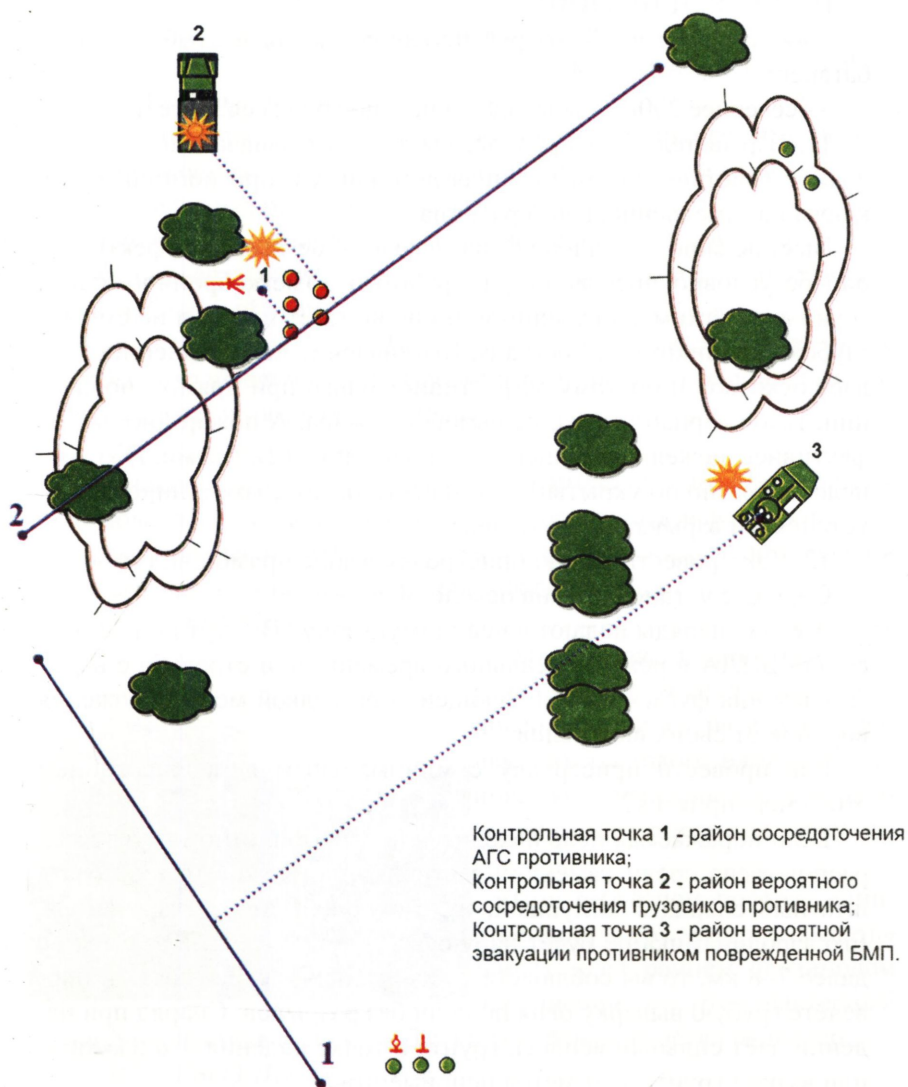 2
1
3
2
Контрольная точка 1 - район сосредоточения
АГС противника;
Контрольная точка 2 - район вероятного
сосредоточения грузовиков противника;
Контрольная точка 3 - район вероятной
эвакуации противником поврежденной БМП.
1